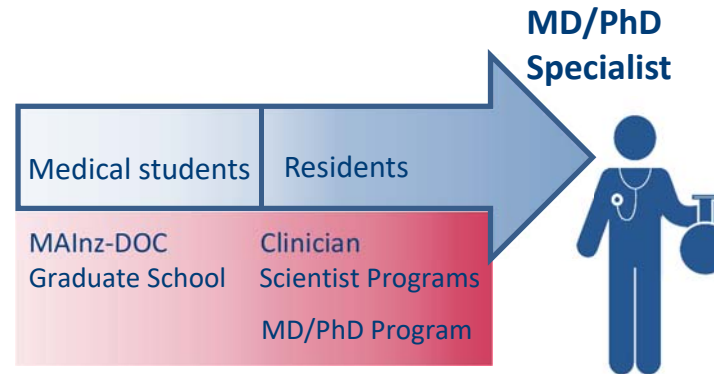 MD/PhD
Specialist
Medical students
Residents
MAInz-DOC
Graduate School
Clinician
Scientist Programs
MD/PhD Program